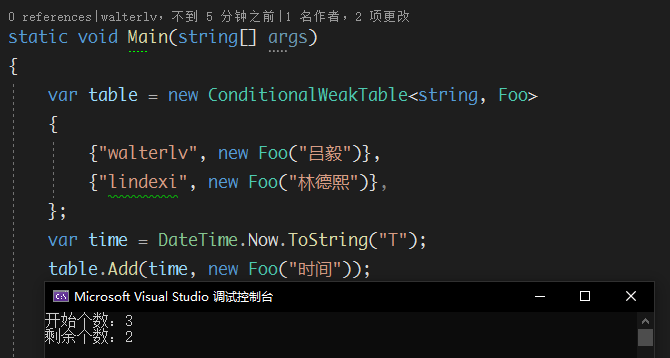 0 references|walterlv，不到 5 分钟之前|1 名作者，2 项更改
static void Main(string[] args)
{
var table = new ConditionalWeakTable<string, Foo>
{
{"walterlv", new Foo("吕毅")},
{"lindexi", new Foo("林德熙")},
};
var time = DateTime.Now.ToString("T");
table.Add(time, new Foo("时间"));
Microsoft Visual Studio 调试控制台
开始个数：3
剩余个数：2